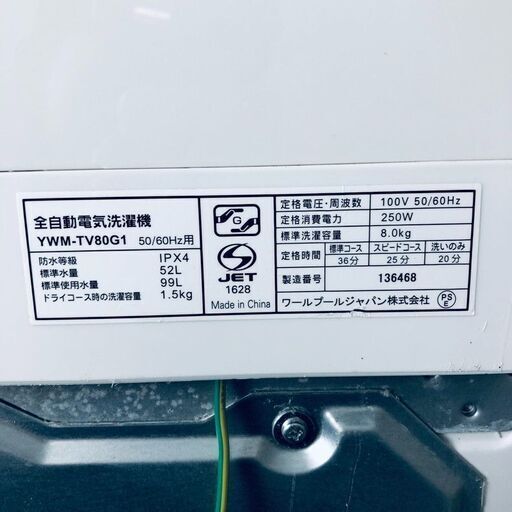 全自動電気洗濯機
YWM-TV80G1 50/60Hz用
防水等級 IPX4
標準水量 52L
標準使用水量 99L
ドライコース時の洗濯容量 1.5kg
G
JET
1628
Made in China
定格電圧・周波数 100V 50/60Hz
定格消費電力 250W
標準洗濯容量 8.0kg
定格時間 標準コース スピードコース 洗いのみ
36分 25分 20分
製造番号 136468
ワールプールジャパン株式会社
PS
E